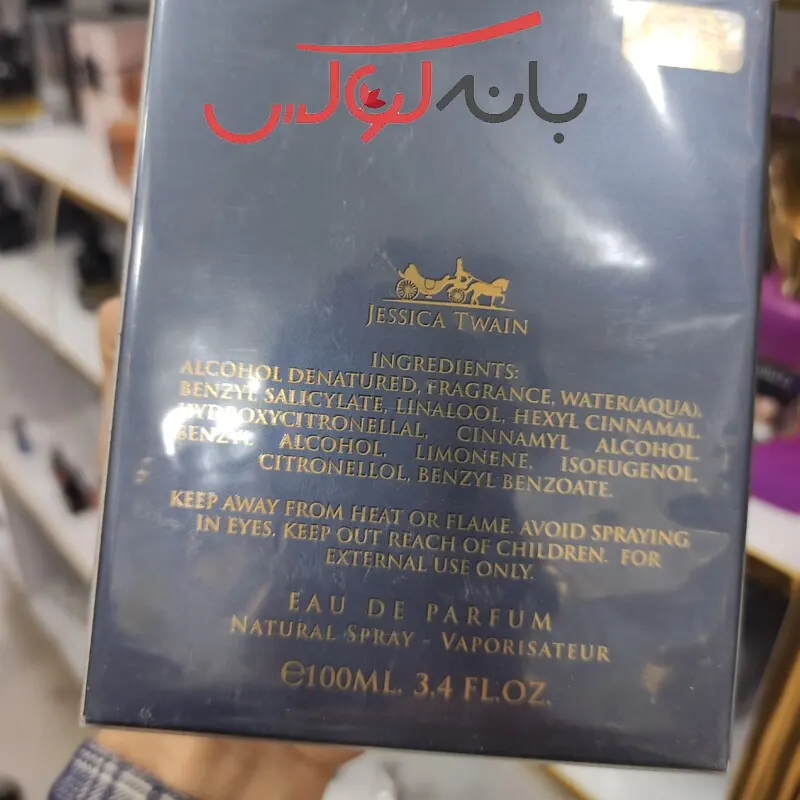 بانه لوکس
JESSICA TWAIN
INGREDIENTS:
ALCOHOL DENATURED, FRAGRANCE, WATER(AQUA),
BENZYL SALICYLATE, LINALOOL, HEXYL CINNAMAL,
HYDROXYCITRONELLAL, CINNAMYL ALCOHOL,
BENZYL ALCOHOL, LIMONENE, ISOEUGENOL,
CITRONELLOL, BENZYL BENZOATE.
KEEP AWAY FROM HEAT OR FLAME. AVOID SPRAYING
IN EYES. KEEP OUT REACH OF CHILDREN. FOR
EXTERNAL USE ONLY.
EAU DE PARFUM
NATURAL SPRAY - VAPORISATEUR
℮100ML. 3.4 FL.OZ.